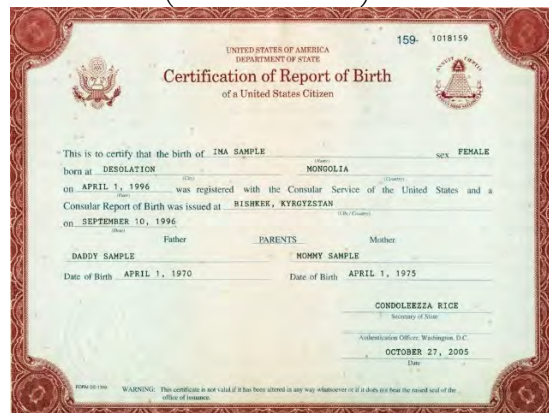 159- 1018159
UNITED STATES OF AMERICA
DEPARTMENT OF STATE
Certification of Report of Birth
of a United States Citizen
This is to certify that the birth of IMA SAMPLE sex FEMALE
(Name)
born at DESOLATION MONGOLIA
(City) (Country)
on APRIL 1, 1996 was registered with the Consular Service of the United States and a
(Date)
Consular Report of Birth was issued at BISHKEK, KYRGYZSTAN
(City/Country)
on SEPTEMBER 10, 1996
(Date)
Father PARENTS Mother
DADDY SAMPLE MOMMY SAMPLE
Date of Birth APRIL 1, 1970 Date of Birth APRIL 1, 1975
CONDOLEEZZA RICE
Secretary of State
Authentication Officer, Washington, D.C.
OCTOBER 27, 2005
Date
WARNING: This certificate is not valid if it has been altered in any way whatsoever or if it does not bear the raised seal of the
office of issuance.